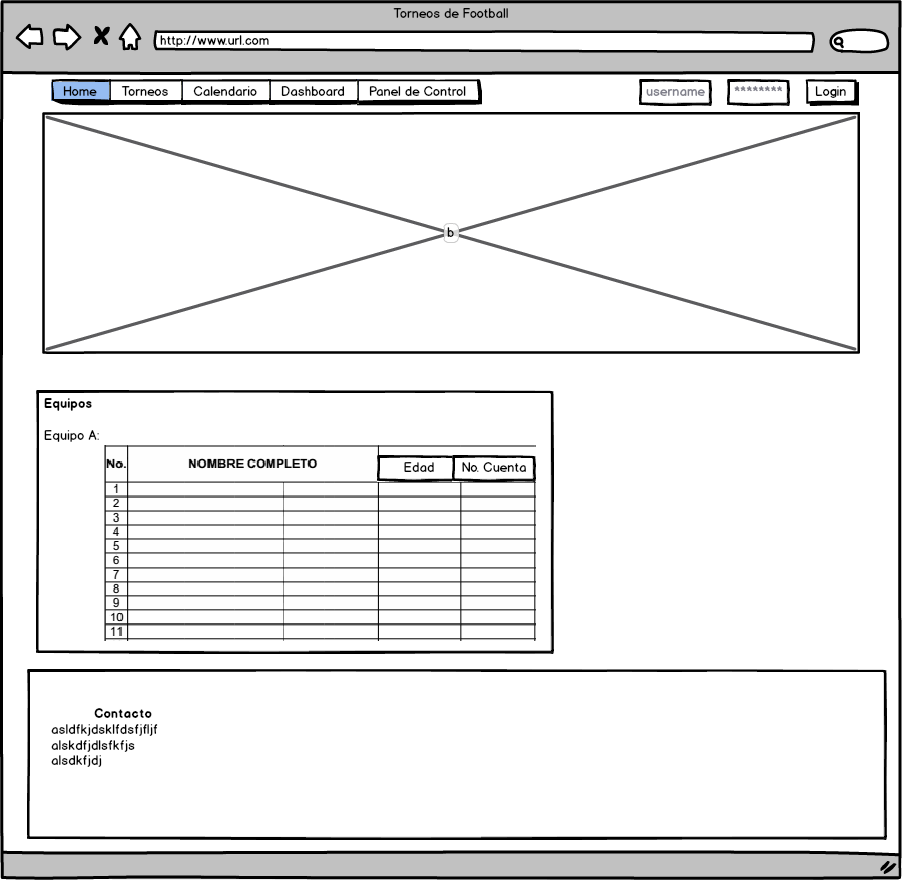 Torneos de Football
http://www.url.com
Home Torneos Calendario Dashboard Panel de Control username ******** Login
b
Equipos
Equipo A:
No. NOMBRE COMPLETO Edad No. Cuenta
1
2
3
4
5
6
7
8
9
10
11
Contacto
asldfkjdsklfdsfjfljf
alskdfjdlsfkfjs
alsdkfjdj